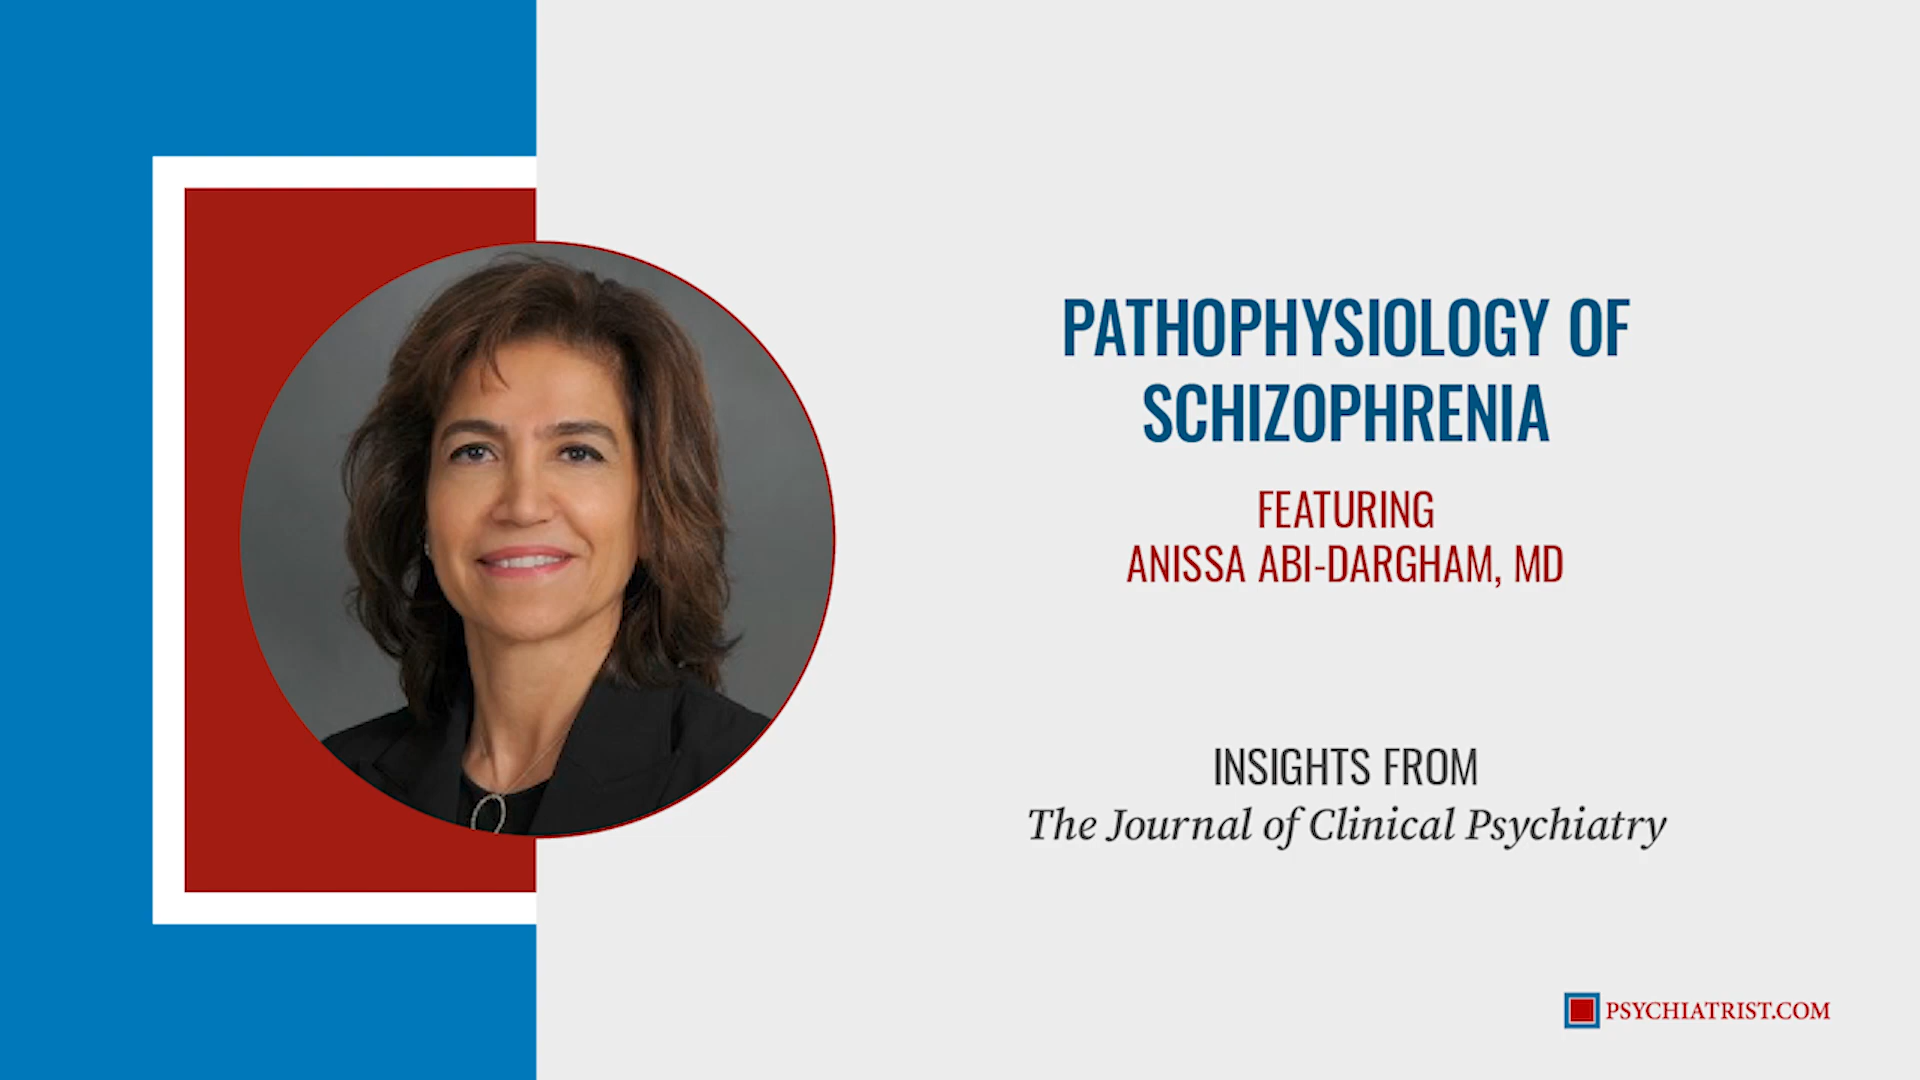 PATHOPHYSIOLOGY OF
SCHIZOPHRENIA
FEATURING
ANISSA ABI-DARGHAM, MD
INSIGHTS FROM
The Journal of Clinical Psychiatry
PSYCHIATRIST.COM